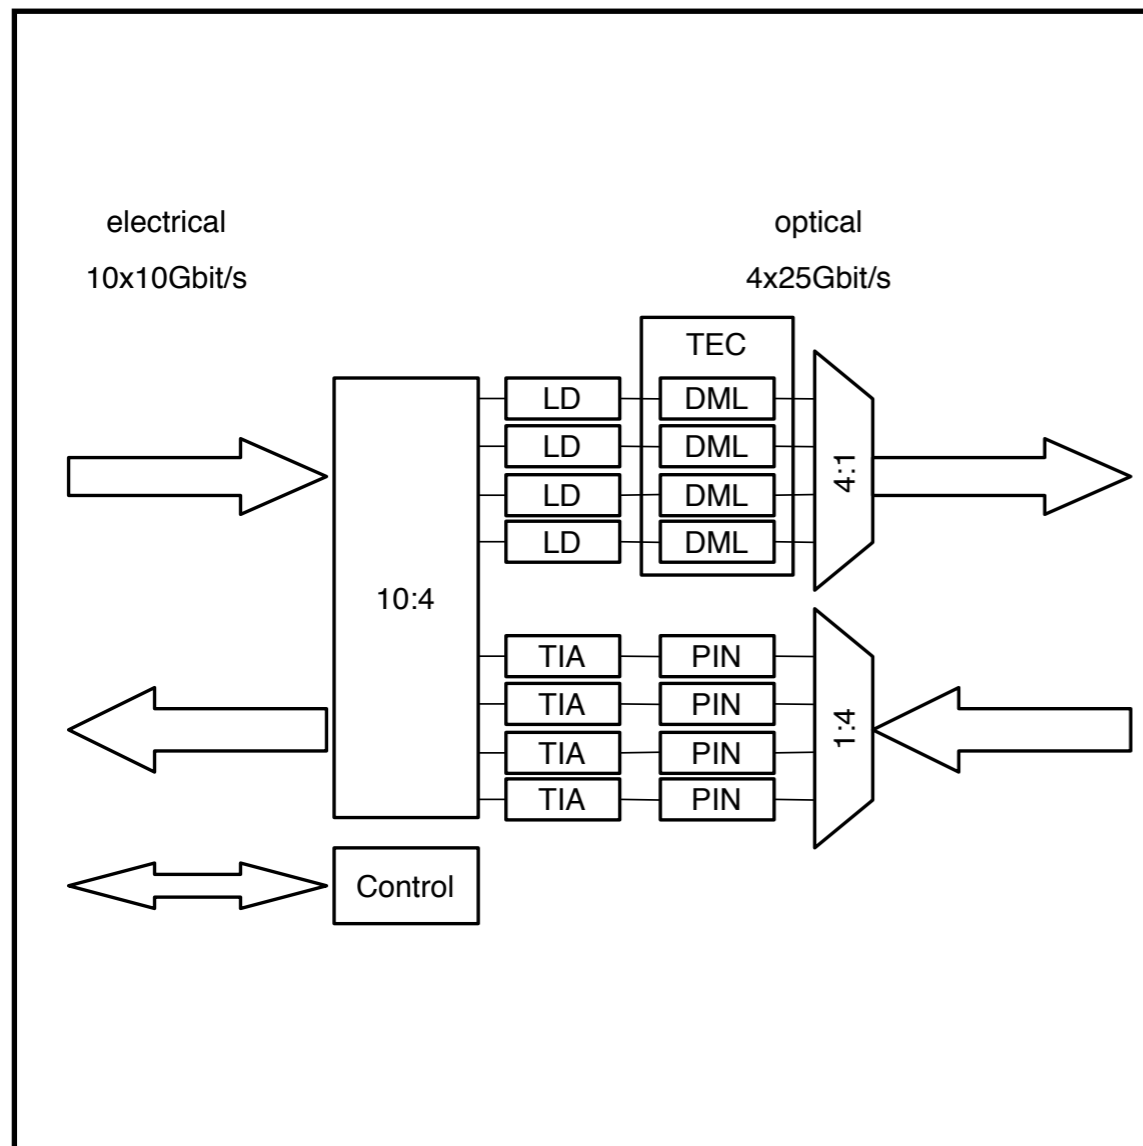 electrical
10x10Gbit/s
optical
4x25Gbit/s
TEC
LD
DML
LD
DML
LD
DML
LD
DML
4:1
10:4
TIA
PIN
TIA
PIN
TIA
PIN
TIA
PIN
1:4
Control